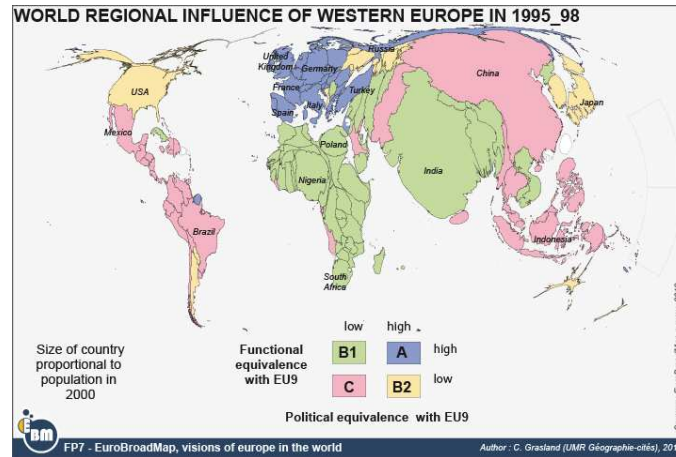 WORLD REGIONAL INFLUENCE OF WESTERN EUROPE IN 1995_98
Russia
United
Kingdom
Germany
China
USA
France
Turkey
Italy
Spain
Japan
Mexico
Poland
India
Nigeria
Brazil
Indonesia
South
Africa
Size of country
proportional to
population in
2000
low high
Functional
equivalence
with EU9
B1 A high
C B2 low
Political equivalence with EU9
EBM
FP7 - EuroBroadMap, visions of europe in the world
Author : C. Grasland (UMR Géographie-cités), 201